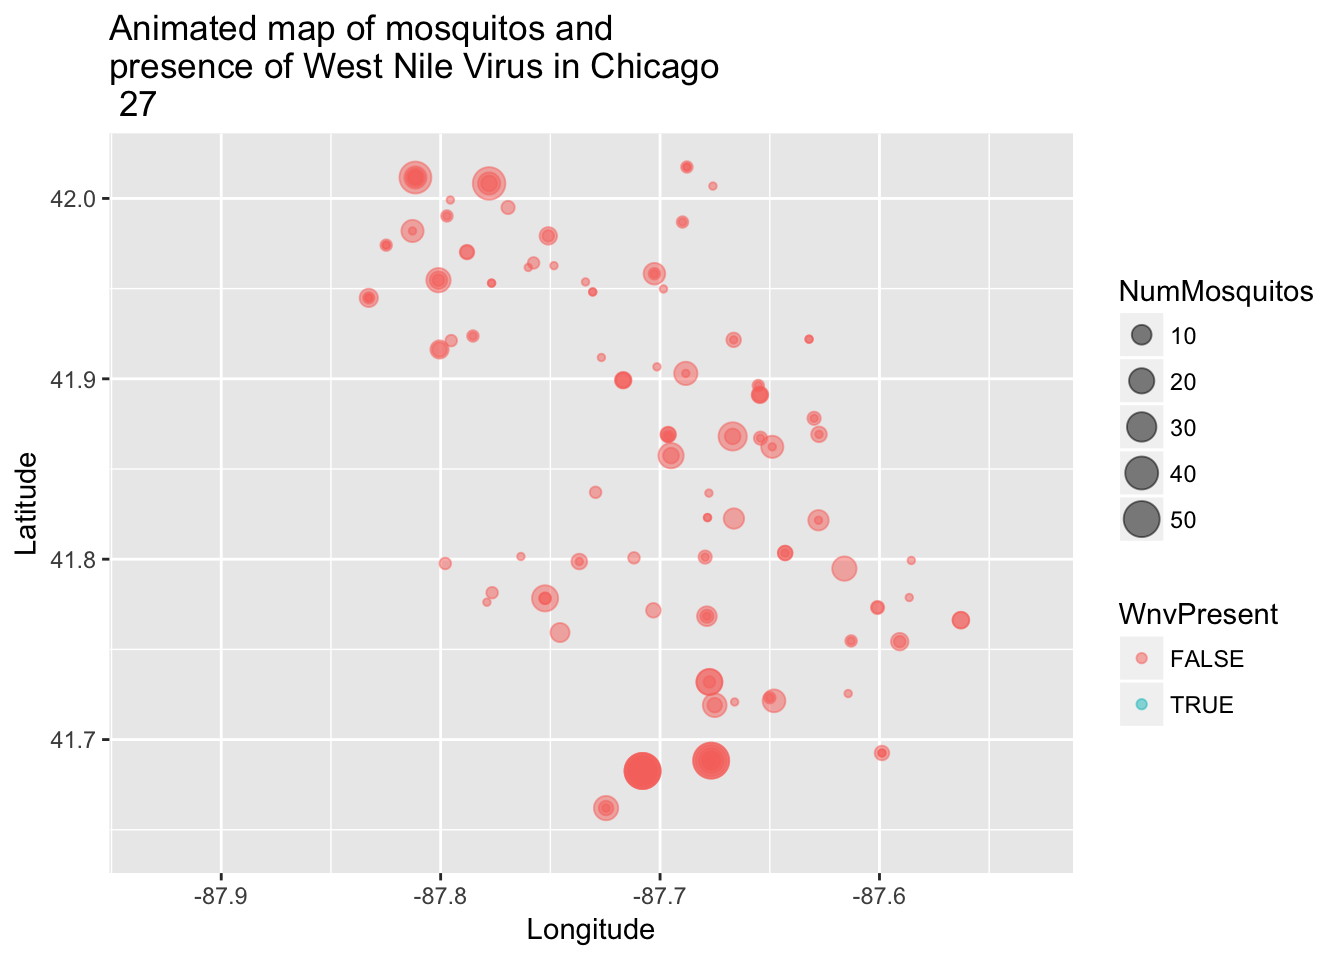 Animated map of mosquitos and
presence of West Nile Virus in Chicago
27
42.0
41.9
41.8
41.7
Latitude
-87.9
-87.8
-87.7
-87.6
Longitude
NumMosquitos
10
20
30
40
50
WnvPresent
FALSE
TRUE